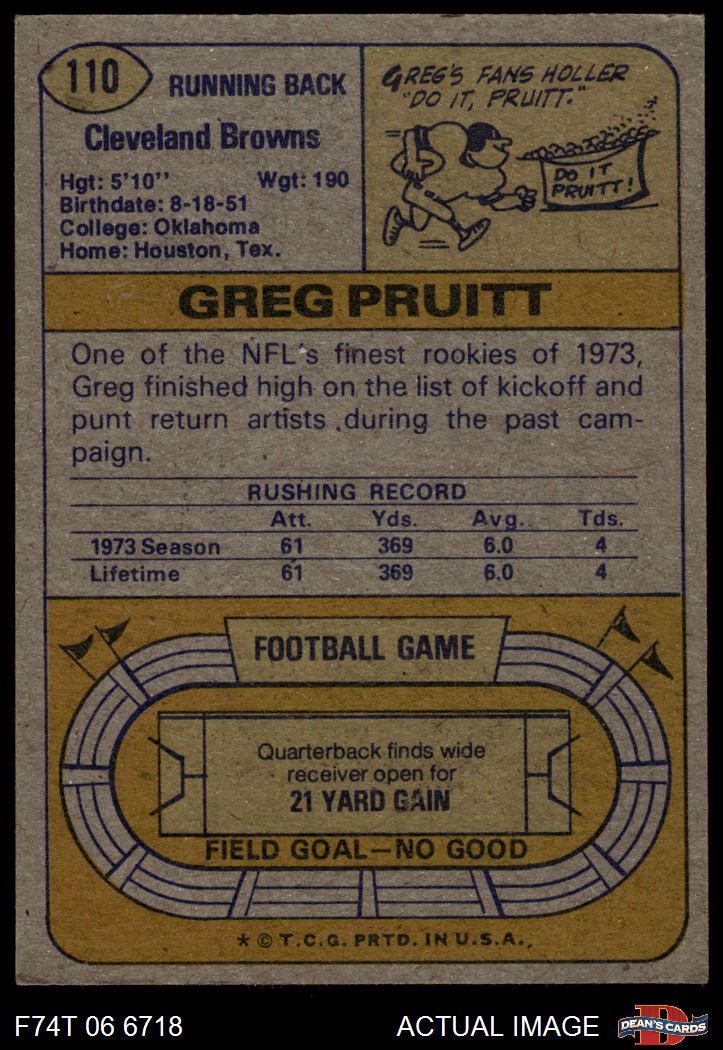 110
RUNNING BACK
Cleveland Browns
Hgt: 5'10'' Wgt: 190
Birthdate: 8-18-51
College: Oklahoma
Home: Houston, Tex.
GREG'S FANS HOLLER
"DO IT, PRUITT."
DO IT
PRUITT!
GREG PRUITT
One of the NFL's finest rookies of 1973,
Greg finished high on the list of kickoff and
punt return artists during the past cam-
paign.
RUSHING RECORD
Att. Yds. Avg. Tds.
1973 Season 61 369 6.0 4
Lifetime 61 369 6.0 4
FOOTBALL GAME
Quarterback finds wide
receiver open for
21 YARD GAIN
FIELD GOAL—NO GOOD
* © T.C.G. PRTD. IN U.S.A.
F74T 06 6718 ACTUAL IMAGE
D
DEAN'S CARDS